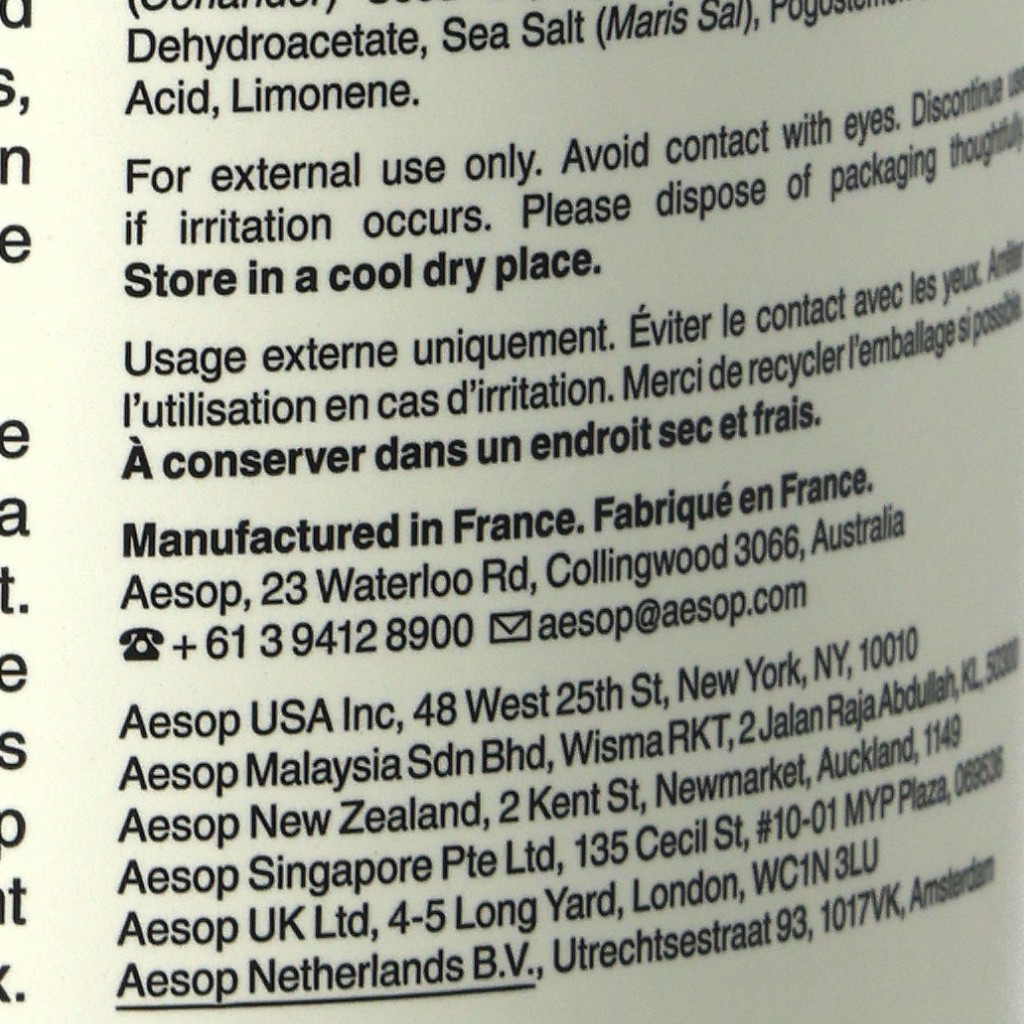 (Coriander)
Dehydroacetate, Sea Salt (Maris Sal),
Acid, Limonene.
For external use only. Avoid contact with eyes. Discontinue use
if irritation occurs. Please dispose of packaging thoughtfully.
Store in a cool dry place.
Usage externe uniquement. Éviter le contact avec les yeux. Arrêter
l'utilisation en cas d'irritation. Merci de recycler l'emballage si possible.
À conserver dans un endroit sec et frais.
Manufactured in France. Fabriqué en France.
Aesop, 23 Waterloo Rd, Collingwood 3066, Australia
☎ + 61 3 9412 8900 ✉ aesop@aesop.com
Aesop USA Inc, 48 West 25th St, New York, NY, 10010
Aesop Malaysia Sdn Bhd, Wisma RKT, 2 Jalan Raja Abdullah, KL, 50300
Aesop New Zealand, 2 Kent St, Newmarket, Auckland, 1149
Aesop Singapore Pte Ltd, 135 Cecil St, #10-01 MYP Plaza, 069536
Aesop UK Ltd, 4-5 Long Yard, London, WC1N 3LU
Aesop Netherlands B.V., Utrechtsestraat 93, 1017VK, Amsterdam